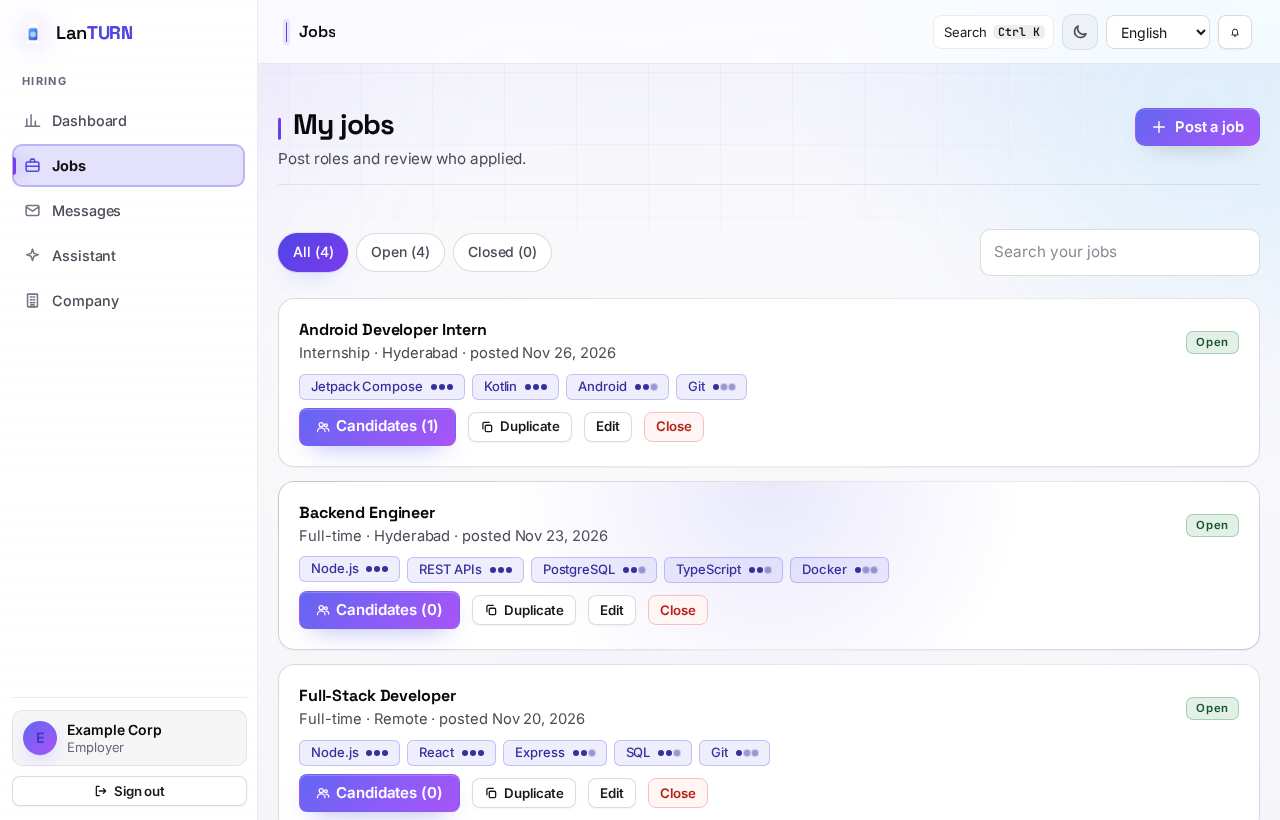 LanTURN
HIRING
Dashboard
Jobs
Messages
Assistant
Company
E
Example Corp
Employer
Sign out
Jobs
Search Ctrl K
English
My jobs
Post roles and review who applied.
Post a job
All (4)
Open (4)
Closed (0)
Search your jobs
Android Developer Intern
Internship · Hyderabad · posted Nov 26, 2026
Open
Jetpack Compose
Kotlin
Android
Git
Candidates (1)
Duplicate
Edit
Close
Backend Engineer
Full-time · Hyderabad · posted Nov 23, 2026
Open
Node.js
REST APIs
PostgreSQL
TypeScript
Docker
Candidates (0)
Duplicate
Edit
Close
Full-Stack Developer
Full-time · Remote · posted Nov 20, 2026
Open
Node.js
React
Express
SQL
Git
Candidates (0)
Duplicate
Edit
Close